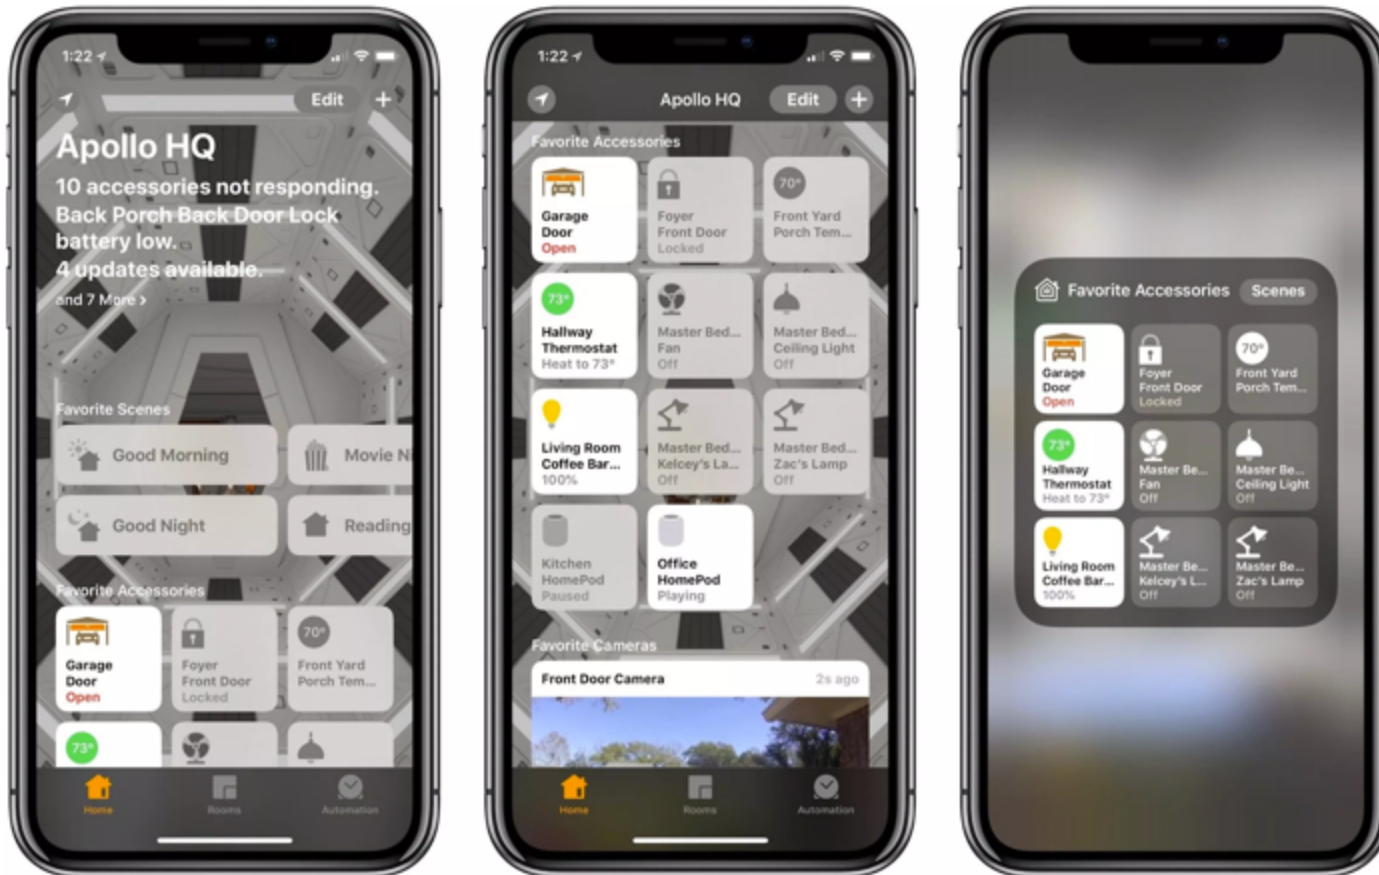 1:22
Edit
+
Apollo HQ
10 accessories not responding.
Back Porch Back Door Lock
battery low.
4 updates available.
and 7 More >
Favorite Scenes
Good Morning
Movie Ni
Good Night
Reading
Favorite Accessories
Garage
Door
Open
Foyer
Front Door
Locked
70°
Front Yard
Porch Tem...
73°
Home
Rooms
Automation
1:22
Apollo HQ
Edit
+
Favorite Accessories
Garage
Door
Open
Foyer
Front Door
Locked
70°
Front Yard
Porch Tem...
73°
Hallway
Thermostat
Heat to 73°
Master Bed...
Fan
Off
Master Bed...
Ceiling Light
Off
Living Room
Coffee Bar...
100%
Master Bed...
Kelcey's La...
Off
Master Bed...
Zac's Lamp
Off
Kitchen
HomePod
Paused
Office
HomePod
Playing
Favorite Cameras
Front Door Camera
2s ago
Home
Rooms
Automation
Favorite Accessories
Scenes
Garage
Door
Open
Foyer
Front Door
Locked
70°
Front Yard
Porch Tem...
73°
Hallway
Thermostat
Heat to 73°
Master Be...
Fan
Off
Master Be...
Ceiling Light
Off
Living Room
Coffee Bar...
100%
Master Be...
Kelcey's L...
Off
Master Be...
Zac's Lamp
Off